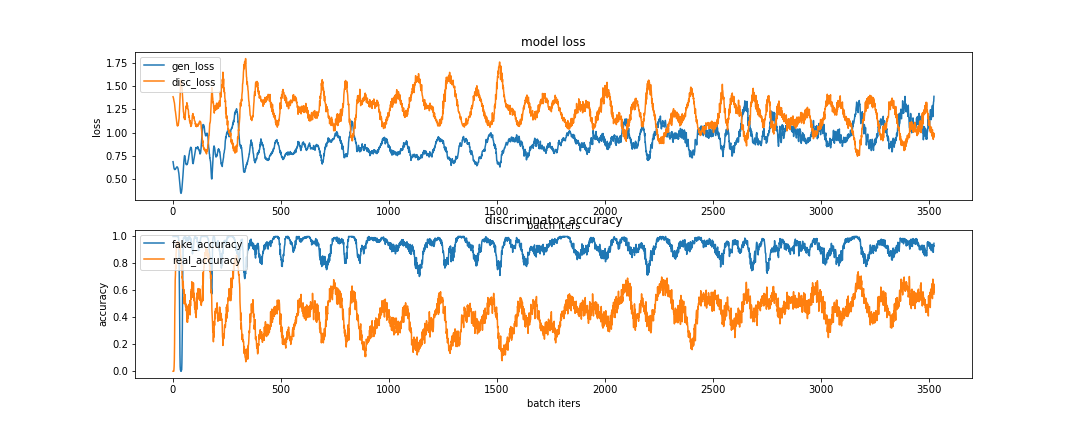 model loss
1.75
1.50
1.25
1.00
0.75
0.50
loss
gen_loss
disc_loss
0 500 1000 1500 2000 2500 3000 3500
batch iters
discriminator accuracy
1.0
0.8
0.6
0.4
0.2
0.0
accuracy
fake_accuracy
real_accuracy
0 500 1000 1500 2000 2500 3000 3500
batch iters